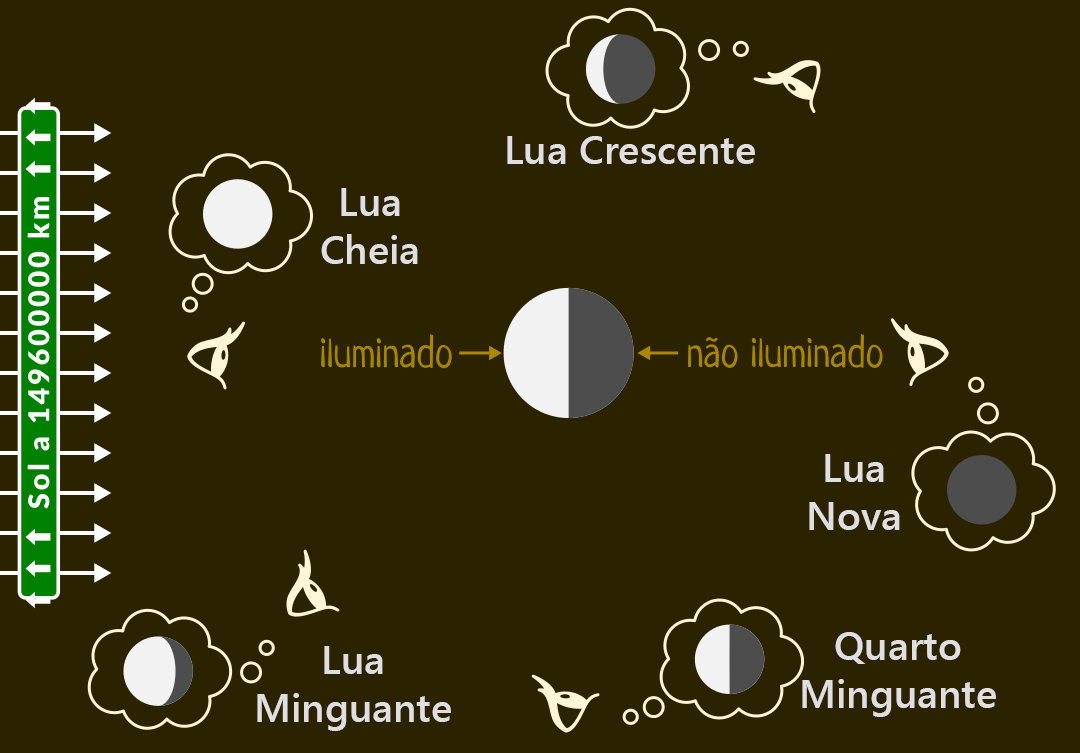 Lua Crescente
Lua
Cheia
Sol a 149600000 km
iluminado
não iluminado
Lua
Nova
Lua
Minguante
Quarto
Minguante